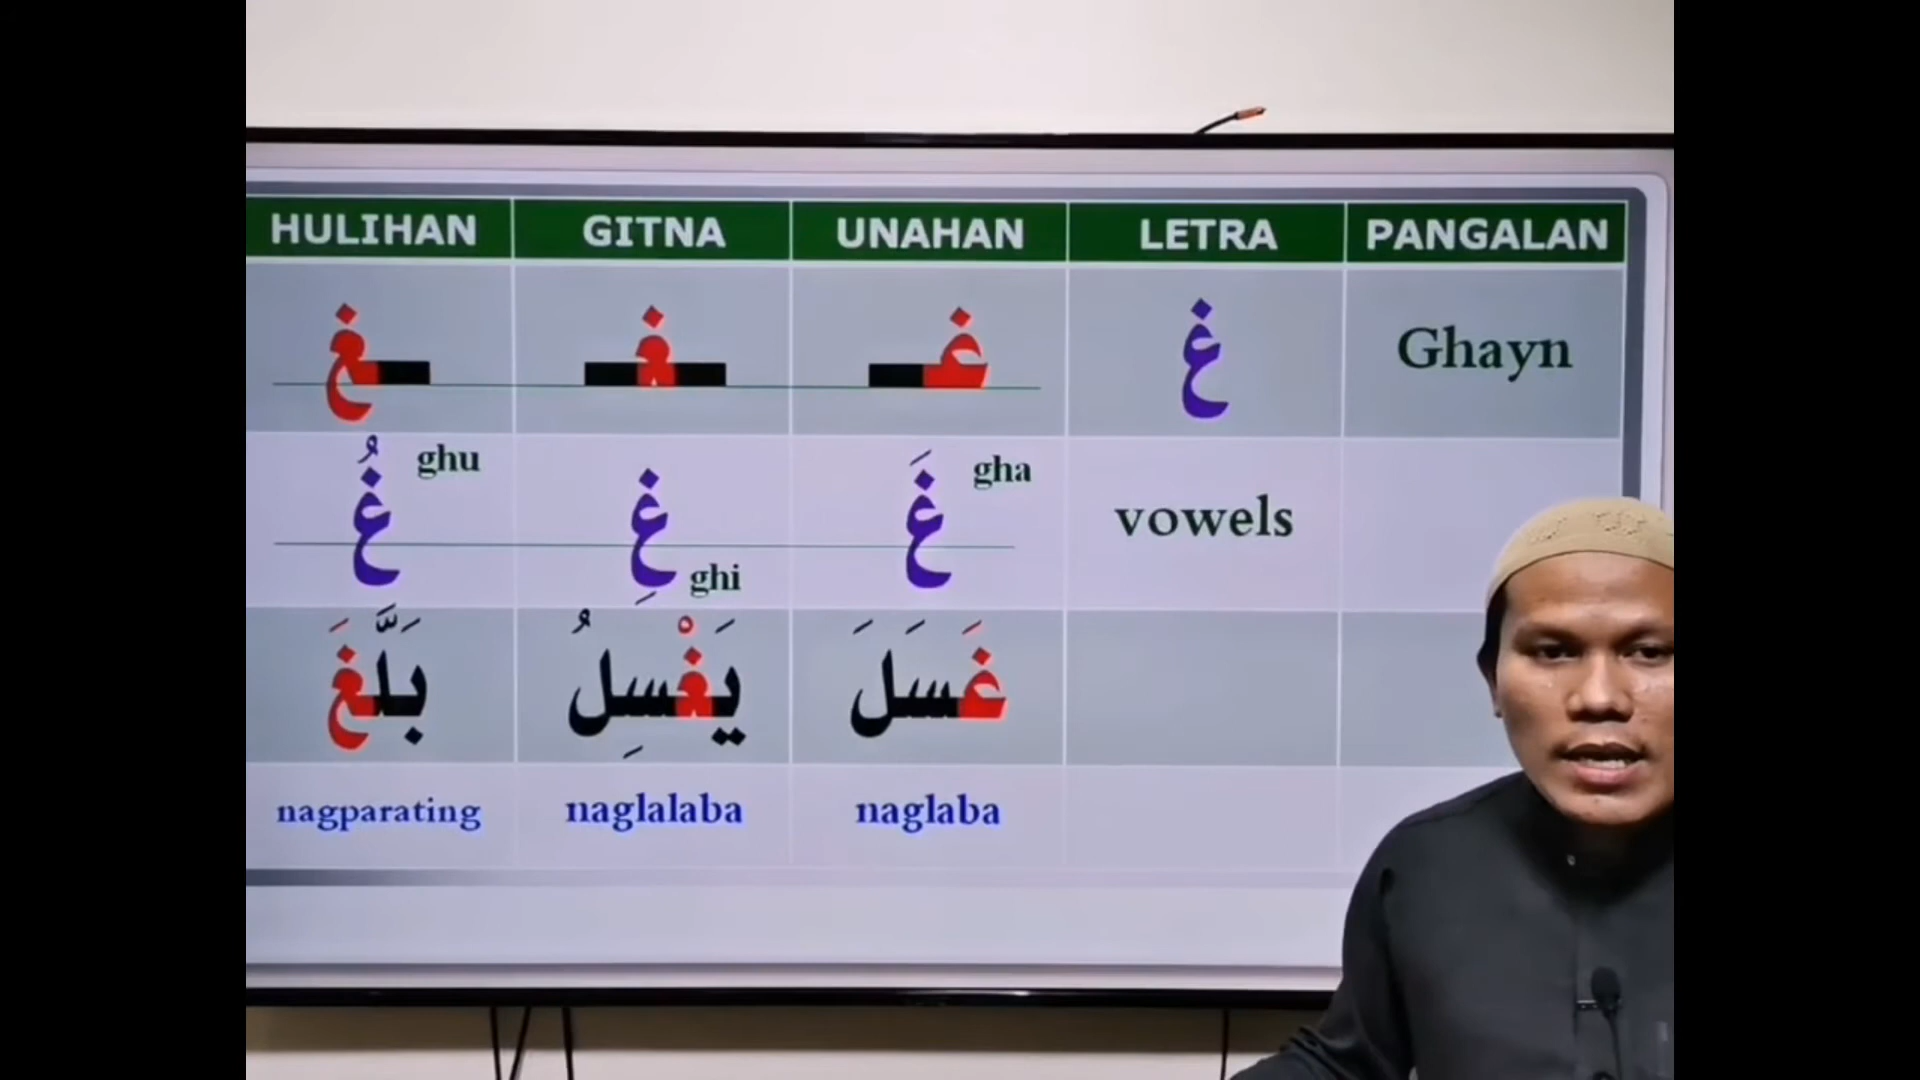 HULIHAN GITNA UNAHAN LETRA PANGALAN
ـغ ـغـ غـ غ Ghayn
غُ ghu غِ ghi غَ gha vowels
بَلَّغَ يَغْسِلُ غَسَلَ
nagparating naglalaba naglaba